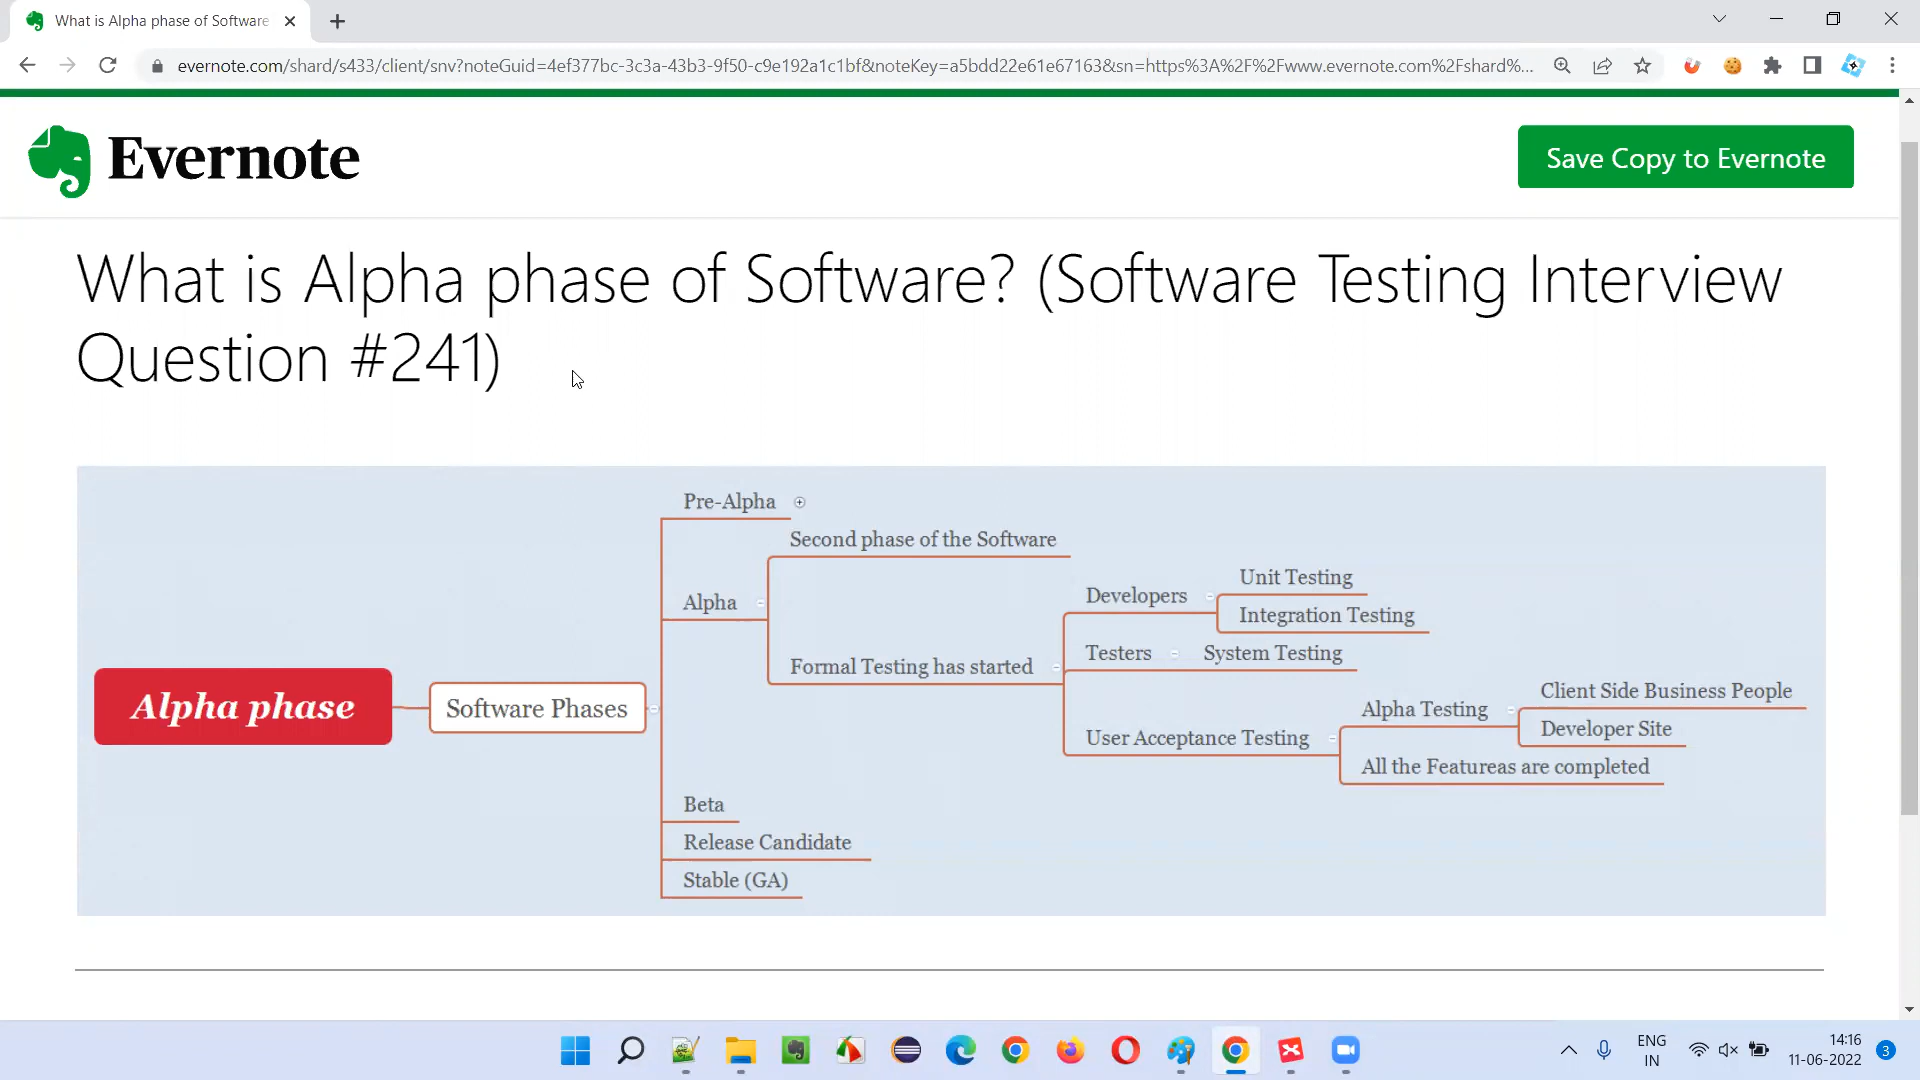 What is Alpha phase of Software
evernote.com/shard/s433/client/snv?noteGuid=4ef377bc-3c3a-43b3-9f50-c9e192a1c1bf&noteKey=a5bdd22e61e67163&sn=https%3A%2F%2Fwww.evernote.com%2Fshard%...
Evernote
Save Copy to Evernote
What is Alpha phase of Software? (Software Testing Interview
Question #241)
Pre-Alpha
Second phase of the Software
Unit Testing
Developers
Alpha
Integration Testing
Testers
System Testing
Formal Testing has started
Client Side Business People
Alpha phase
Software Phases
Alpha Testing
Developer Site
User Acceptance Testing
All the Featureas are completed
Beta
Release Candidate
Stable (GA)
ENG
IN
14:16
11-06-2022
3